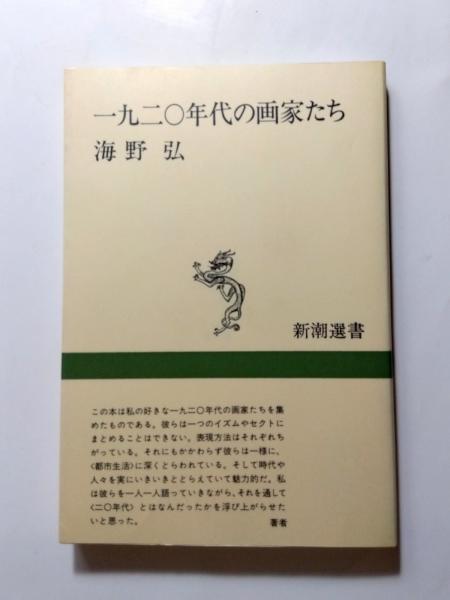 一九二〇年代の画家たち
海野 弘
新潮選書
この本は私の好きな一九二〇年代の画家たちを集
めたものである。彼らは一つのイズムやセクトに
まとめることはできない。表現方法はそれぞれち
がっている。それにもかかわらず彼らは一様に、
〈都市生活〉に深くとらわれている。そして時代や
人々を実にいきいきととらえていて魅力的だ。私
は彼らを一人一人語っていきながら、それを通して
〈二〇年代〉とはなんだったかを浮び上がらせた
いと思った。 著者